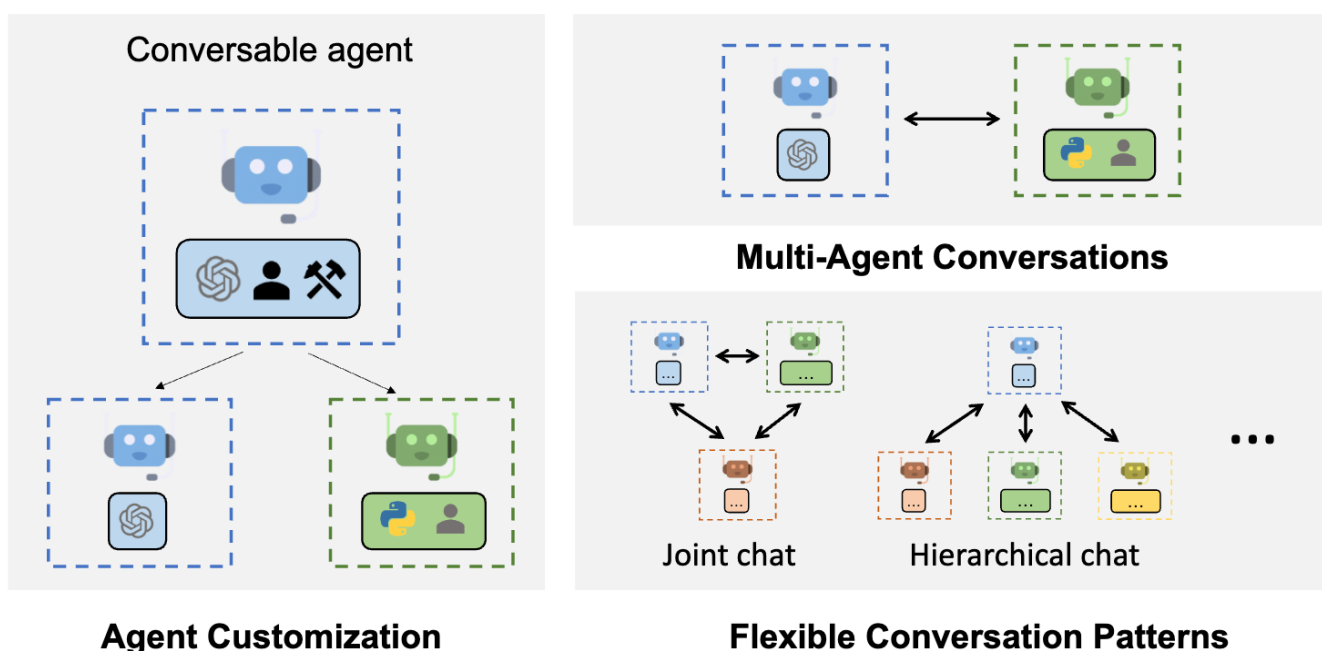 Conversable agent
Agent Customization
Multi-Agent Conversations
...
...
...
Joint chat
...
...
...
...
Hierarchical chat
...
Flexible Conversation Patterns